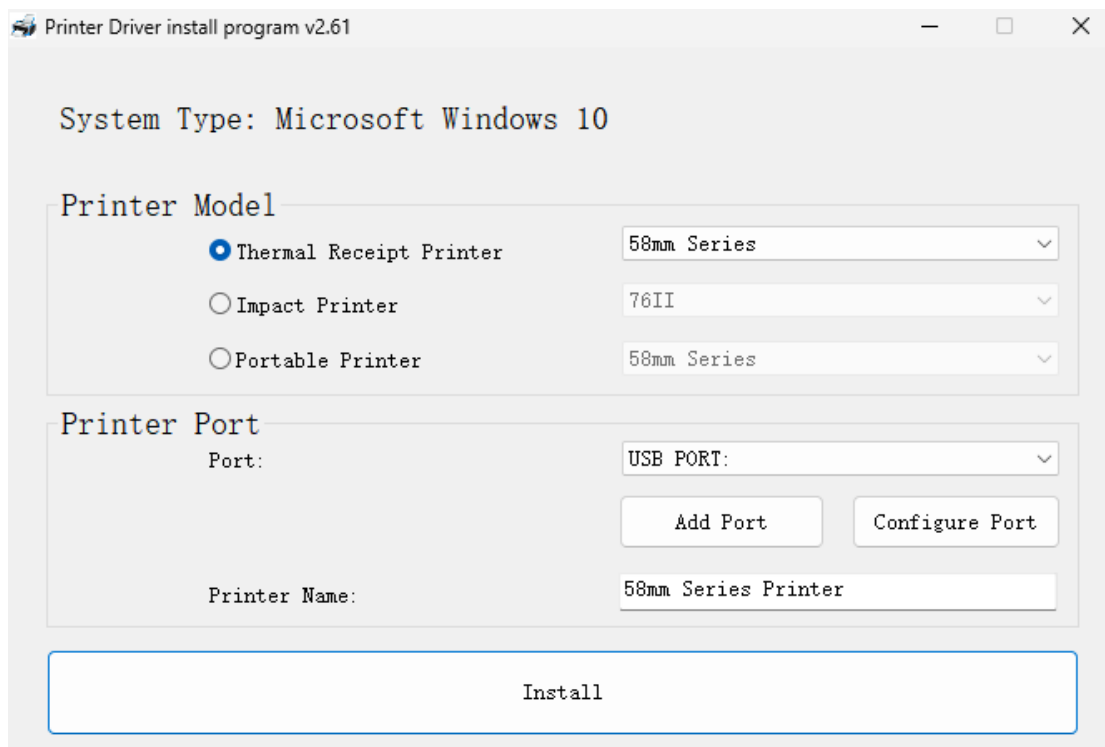 Printer Driver install program v2.61
System Type: Microsoft Windows 10
Printer Model
Thermal Receipt Printer
58mm Series
Impact Printer
76II
Portable Printer
58mm Series
Printer Port
Port:
USB PORT:
Add Port
Configure Port
Printer Name:
58mm Series Printer
Install